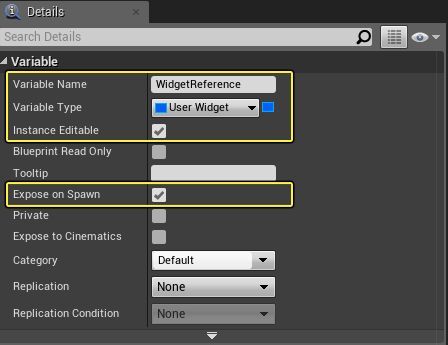 Details
Search Details
Variable
Variable Name WidgetReference
Variable Type User Widget
Instance Editable
Blueprint Read Only
Tooltip
Expose on Spawn
Private
Expose to Cinematics
Category Default
Replication None
Replication Condition None